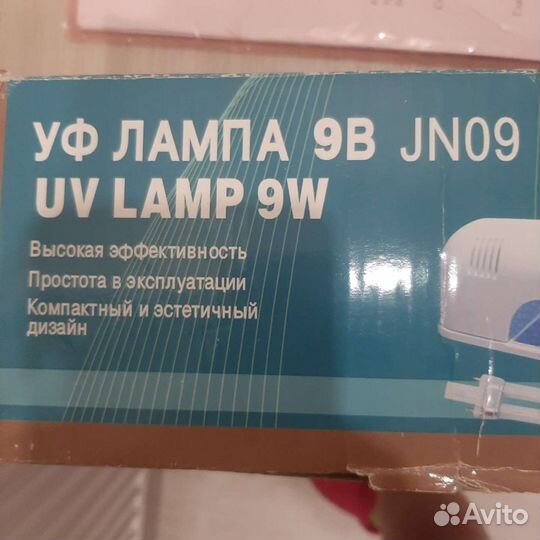 УФ ЛАМПА 9В JN09
UV LAMP 9W
Высокая эффективность
Простота в эксплуатации
Компактный и эстетичный
дизайн
Avito